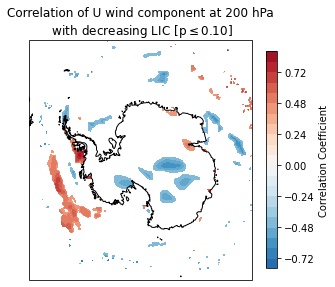 Correlation of U wind component at 200 hPa
with decreasing LIC [p ≤ 0.10]
0.72
0.48
0.24
0.00
−0.24
−0.48
−0.72
Correlation Coefficient